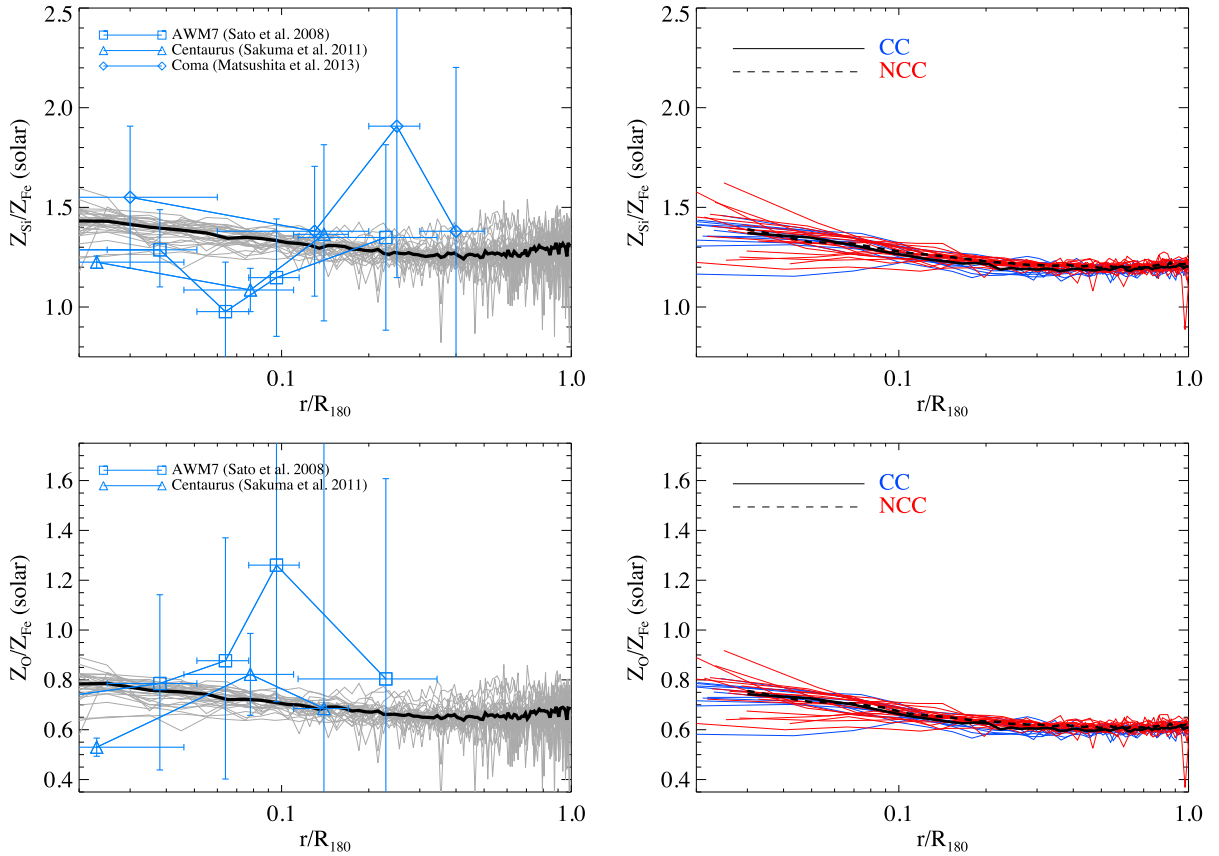 2.5
2.0
1.5
1.0
Z_Si/Z_Fe (solar)
AWM7 (Sato et al. 2008)
Centaurus (Sakuma et al. 2011)
Coma (Matsushita et al. 2013)
0.1
1.0
r/R_180
2.5
2.0
1.5
1.0
Z_Si/Z_Fe (solar)
CC
NCC
0.1
1.0
r/R_180
1.6
1.4
1.2
1.0
0.8
0.6
0.4
Z_O/Z_Fe (solar)
AWM7 (Sato et al. 2008)
Centaurus (Sakuma et al. 2011)
0.1
1.0
r/R_180
1.6
1.4
1.2
1.0
0.8
0.6
0.4
Z_O/Z_Fe (solar)
CC
NCC
0.1
1.0
r/R_180